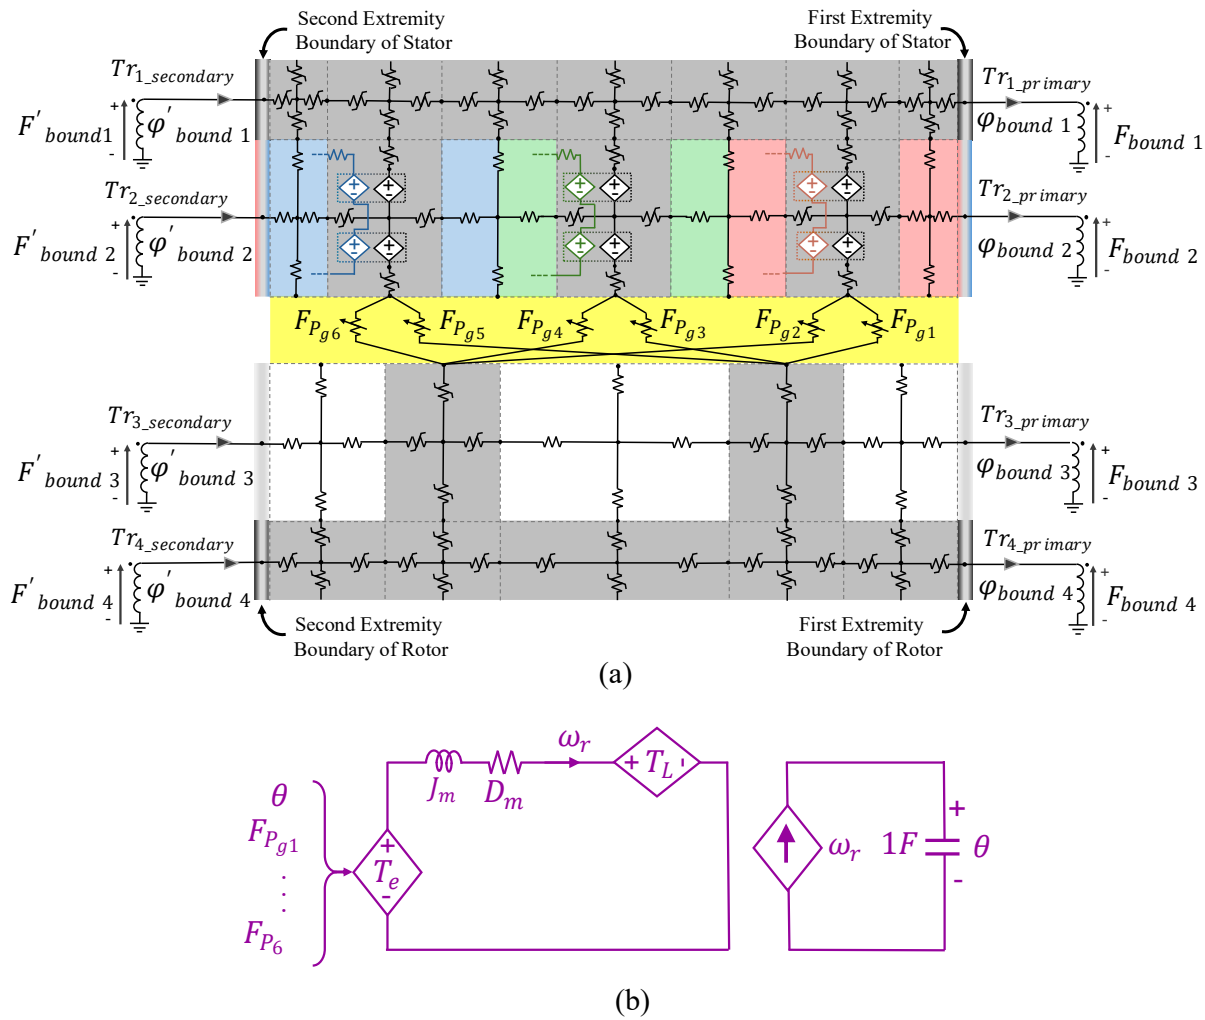 Second Extremity
Boundary of Stator
First Extremity
Boundary of Stator
Tr1_secondary
Tr1_primary
F'bound1
φ'bound 1
φbound 1
Fbound 1
+
-
+
-
Tr2_secondary
Tr2_primary
F'bound 2
φ'bound 2
φbound 2
Fbound 2
+
-
+
-
FPg6
FPg5
FPg4
FPg3
FPg2
FPg1
Tr3_secondary
Tr3_primary
F'bound 3
φ'bound 3
φbound 3
Fbound 3
+
-
+
-
Tr4_secondary
Tr4_primary
F'bound 4
φ'bound 4
φbound 4
Fbound 4
+
-
+
-
Second Extremity
Boundary of Rotor
First Extremity
Boundary of Rotor
(a)
θ
FPg1
⋮
FP6
+
Te
-
Jm
Dm
ωr
+ TL -
ωr
1F
+
θ
-
(b)